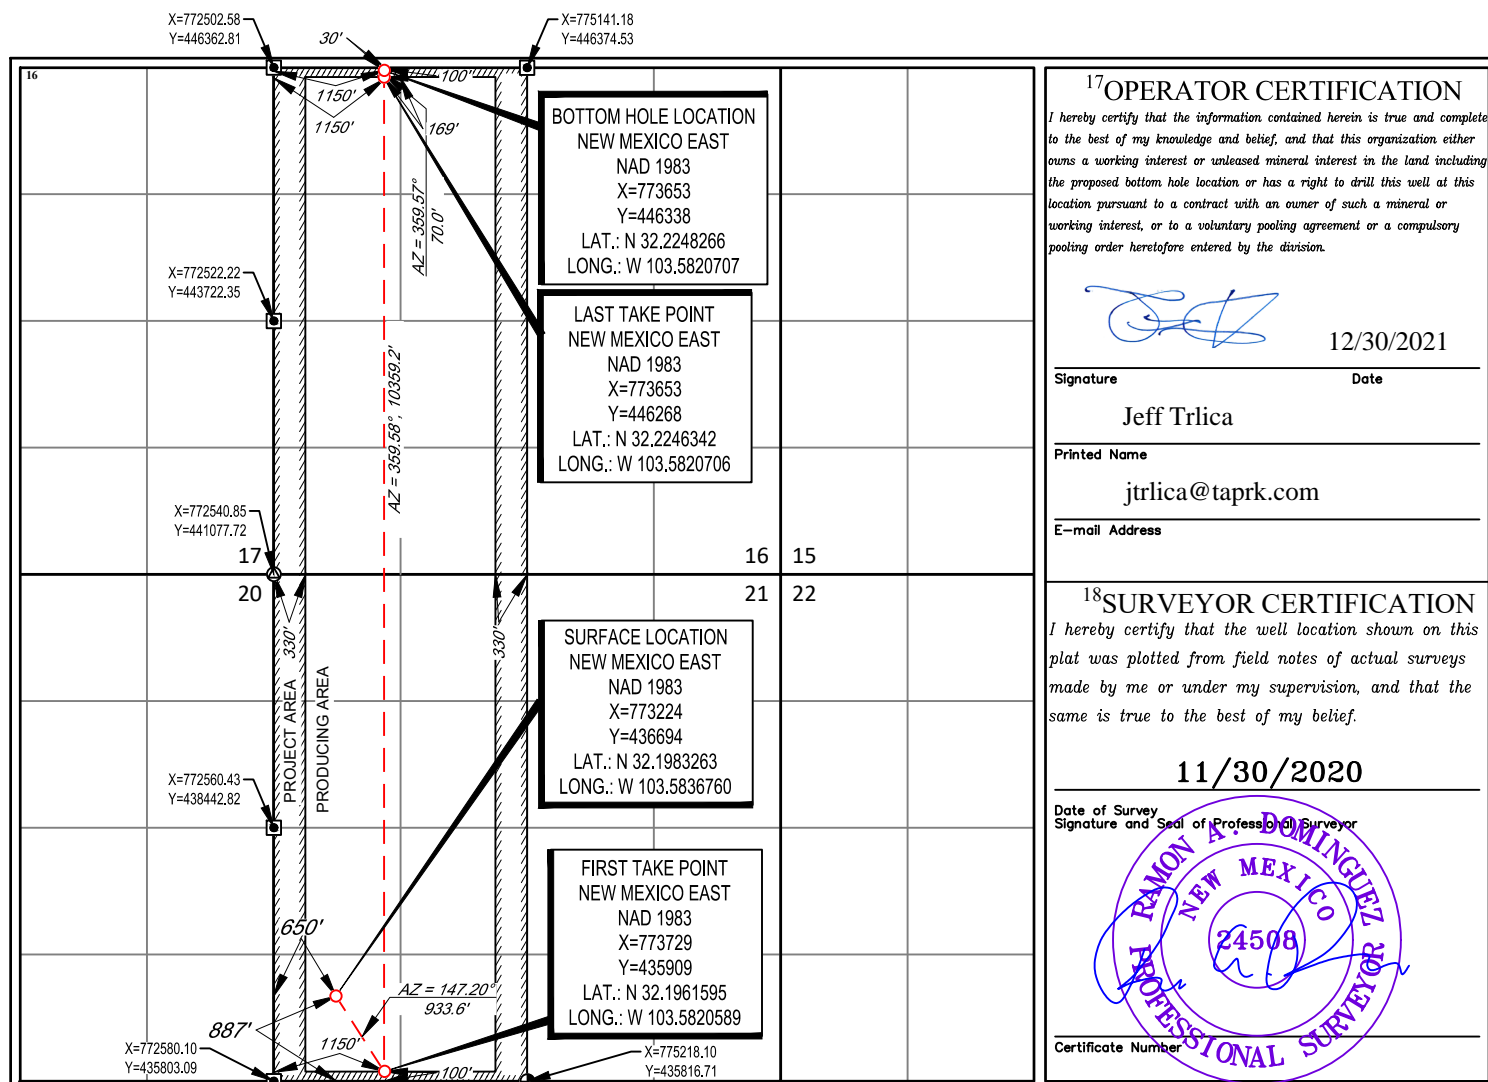 X=772502.58
Y=446362.81
30'
X=775141.18
Y=446374.53
16
100'
1150'
1150'
169'
AZ = 359.57°
70.0'
BOTTOM HOLE LOCATION
NEW MEXICO EAST
NAD 1983
X=773653
Y=446338
LAT.: N 32.2248266
LONG.: W 103.5820707
X=772522.22
Y=443722.35
LAST TAKE POINT
NEW MEXICO EAST
NAD 1983
X=773653
Y=446268
LAT.: N 32.2246342
LONG.: W 103.5820706
AZ = 359.58°, 10359.2'
X=772540.85
Y=441077.72
17
16
15
20
21
22
330'
330'
PROJECT AREA
PRODUCING AREA
SURFACE LOCATION
NEW MEXICO EAST
NAD 1983
X=773224
Y=436694
LAT.: N 32.1983263
LONG.: W 103.5836760
X=772560.43
Y=438442.82
FIRST TAKE POINT
NEW MEXICO EAST
NAD 1983
X=773729
Y=435909
LAT.: N 32.1961595
LONG.: W 103.5820589
650'
AZ = 147.20°
933.6'
887'
1150'
100'
X=772580.10
Y=435803.09
X=775218.10
Y=435816.71
17 OPERATOR CERTIFICATION
I hereby certify that the information contained herein is true and complete
to the best of my knowledge and belief, and that this organization either
owns a working interest or unleased mineral interest in the land including
the proposed bottom hole location or has a right to drill this well at this
location pursuant to a contract with an owner of such a mineral or
working interest, or to a voluntary pooling agreement or a compulsory
pooling order heretofore entered by the division.
12/30/2021
Signature Date
Jeff Trlica
Printed Name
jtrlica@taprk.com
E-mail Address
18 SURVEYOR CERTIFICATION
I hereby certify that the well location shown on this
plat was plotted from field notes of actual surveys
made by me or under my supervision, and that the
same is true to the best of my belief.
11/30/2020
Date of Survey
Signature and Seal of Professional Surveyor
RAMON A. DOMINGUEZ
NEW MEXICO
24508
PROFESSIONAL SURVEYOR
Certificate Number